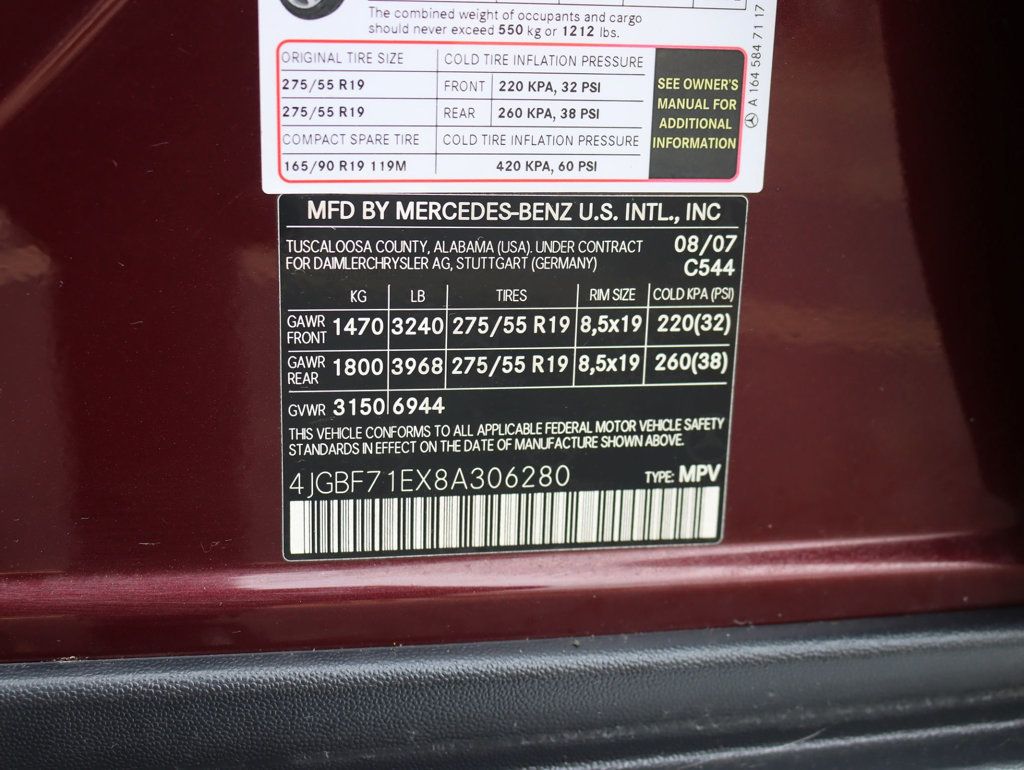 The combined weight of occupants and cargo
should never exceed 550 kg or 1212 lbs.
ORIGINAL TIRE SIZE COLD TIRE INFLATION PRESSURE
275/55 R19 FRONT 220 KPA, 32 PSI
275/55 R19 REAR 260 KPA, 38 PSI
COMPACT SPARE TIRE COLD TIRE INFLATION PRESSURE
165/90 R19 119M 420 KPA, 60 PSI
SEE OWNER'S
MANUAL FOR
ADDITIONAL
INFORMATION
A 164 584 71 17
MFD BY MERCEDES-BENZ U.S. INTL., INC
TUSCALOOSA COUNTY, ALABAMA (USA). UNDER CONTRACT 08/07
FOR DAIMLERCHRYSLER AG, STUTTGART (GERMANY) C544
KG LB TIRES RIM SIZE COLD KPA (PSI)
GAWR FRONT 1470 3240 275/55 R19 8,5x19 220(32)
GAWR REAR 1800 3968 275/55 R19 8,5x19 260(38)
GVWR 3150 6944
THIS VEHICLE CONFORMS TO ALL APPLICABLE FEDERAL MOTOR VEHICLE SAFETY
STANDARDS IN EFFECT ON THE DATE OF MANUFACTURE SHOWN ABOVE.
4JGBF71EX8A306280 TYPE: MPV